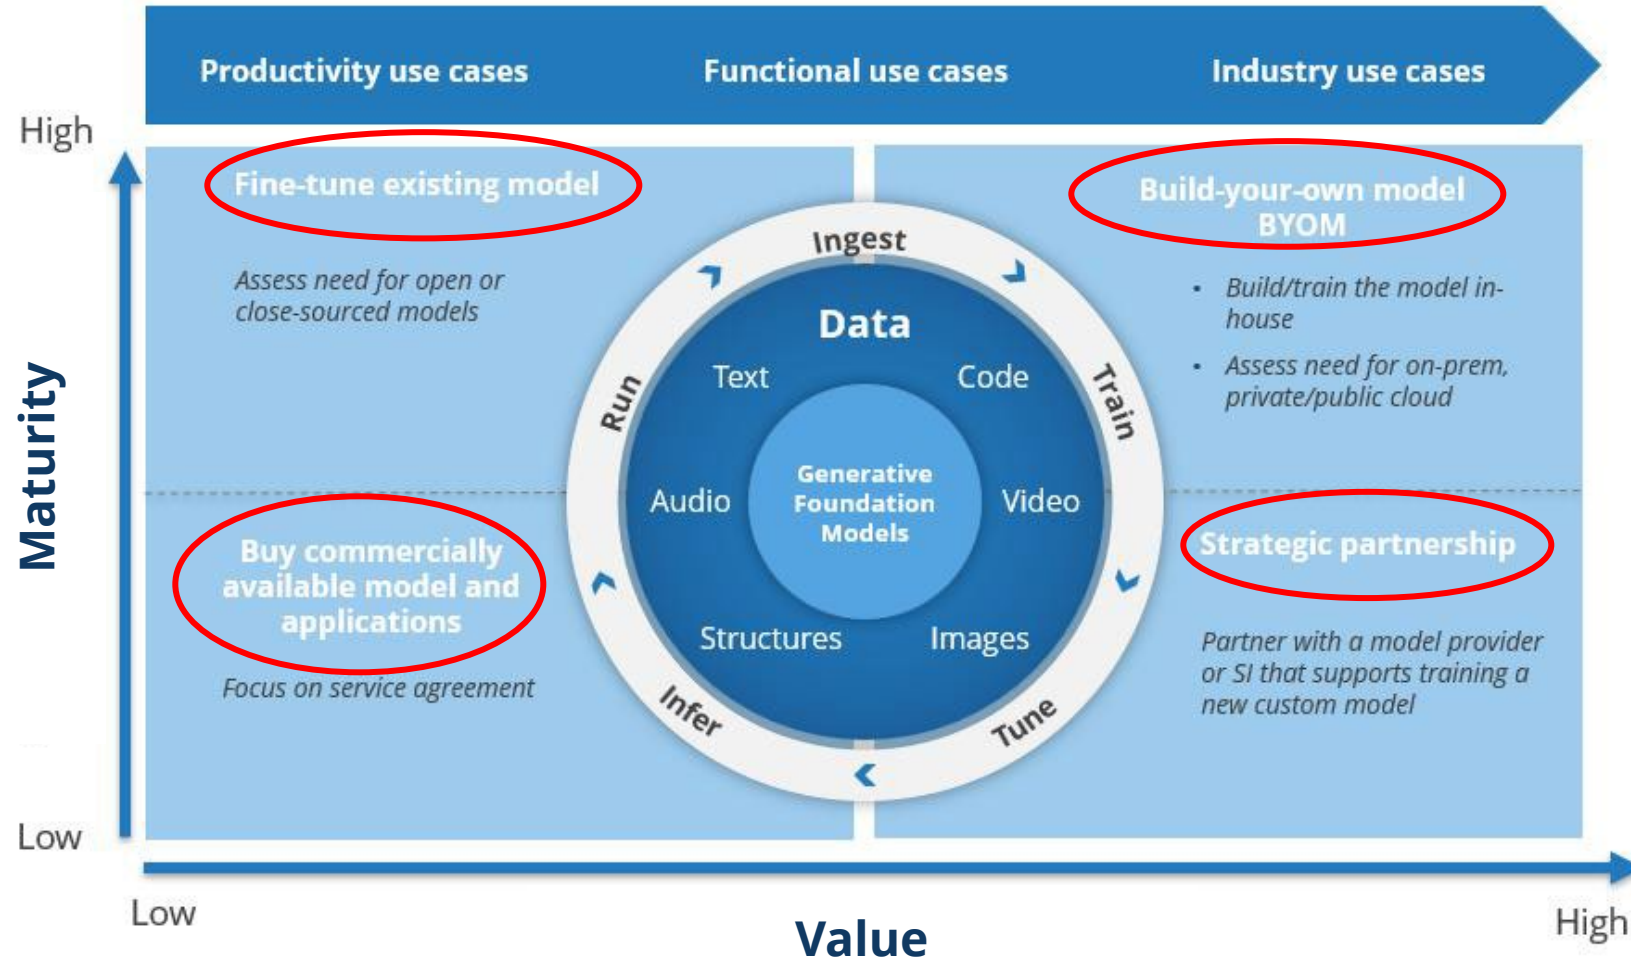 Productivity use cases
Functional use cases
Industry use cases
High
Maturity
Low
Fine-tune existing model
Assess need for open or
close-sourced models
Build-your-own model
BYOM
• Build/train the model in-
house
• Assess need for on-prem,
private/public cloud
Buy commercially
available model and
applications
Focus on service agreement
Strategic partnership
Partner with a model provider
or SI that supports training a
new custom model
Ingest
Train
Tune
Infer
Run
Data
Text
Code
Audio
Video
Structures
Images
Generative
Foundation
Models
Low
Value
High